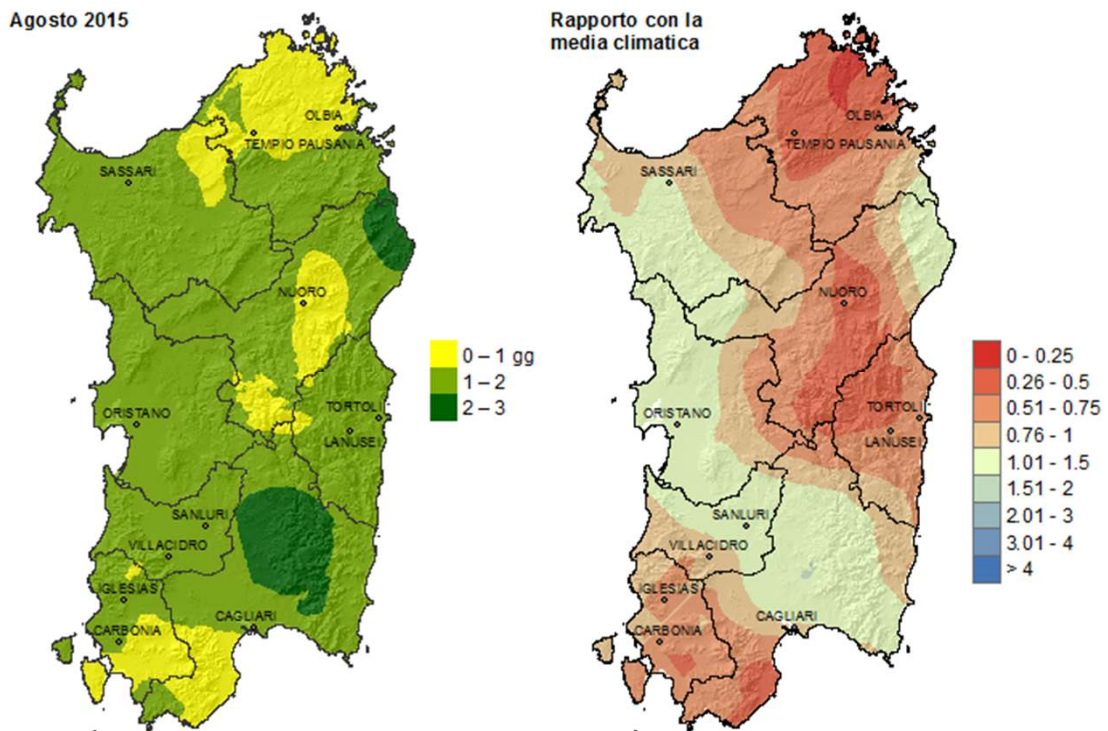 Agosto 2015
OLBIA
TEMPIO PAUSANIA
SASSARI
NUORO
ORISTANO
TORTOLI
LANUSEI
SANLURI
VILLACIDRO
IGLESIAS
CARBONIA
CAGLIARI
0 – 1 gg
1 – 2
2 – 3
Rapporto con la
media climatica
OLBIA
TEMPIO PAUSANIA
SASSARI
NUORO
ORISTANO
TORTOLI
LANUSEI
SANLURI
VILLACIDRO
IGLESIAS
CARBONIA
CAGLIARI
0 - 0.25
0.26 - 0.5
0.51 - 0.75
0.76 - 1
1.01 - 1.5
1.51 - 2
2.01 - 3
3.01 - 4
> 4